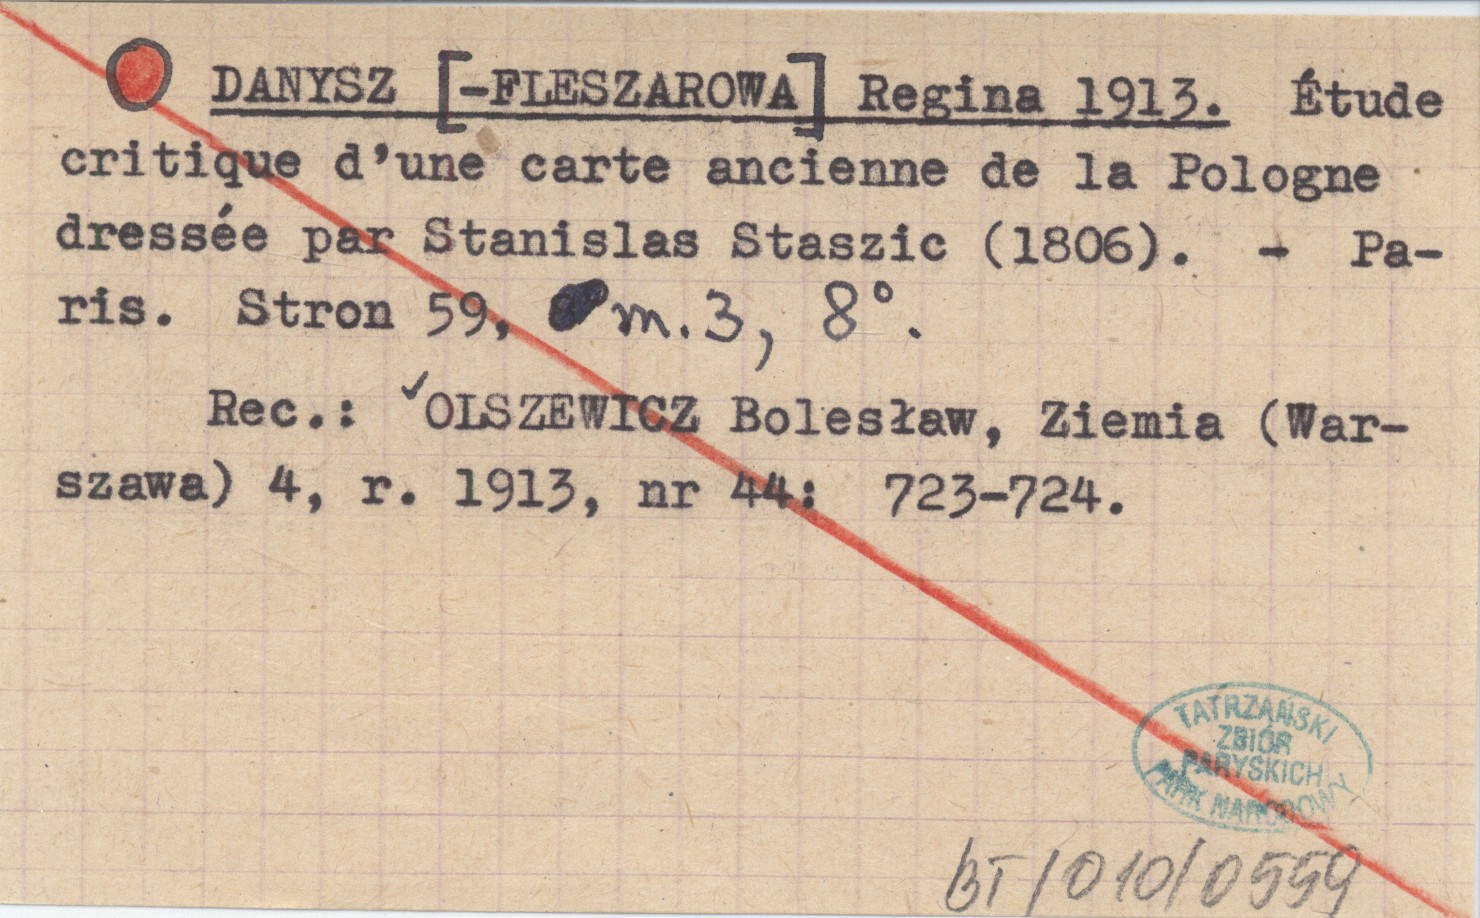 DANYSZ [-FLESZAROWA] Regina 1913. Étude
critique d'une carte ancienne de la Pologne
dressée par Stanislas Staszic (1806). - Pa-
ris. Stron 59, m. 3, 8°.
Rec.: ✓OLSZEWICZ Bolesław, Ziemia (War-
szawa) 4, r. 1913, nr 44: 723-724.
TATRZAŃSKI
ZBIÓR
PARYSKICH
PARK NARODOWY
BT/010/0559